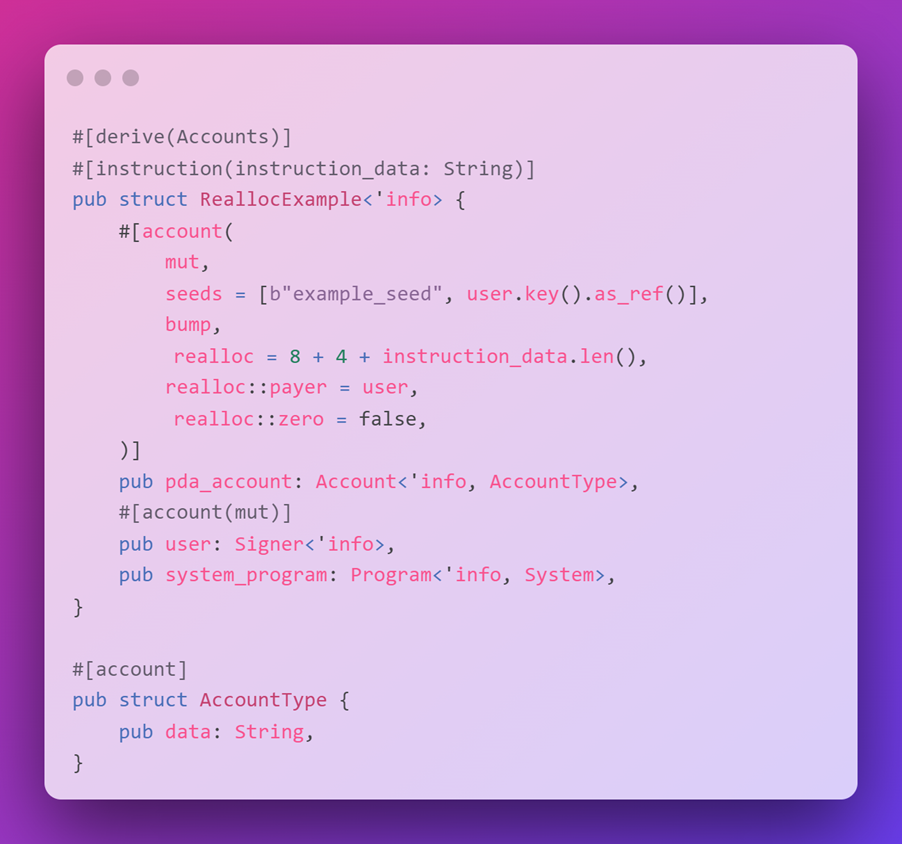 #[derive(Accounts)]
#[instruction(instruction_data: String)]
pub struct ReallocExample<'info> {
    #[account(
        mut,
        seeds = [b"example_seed", user.key().as_ref()],
        bump,
         realloc = 8 + 4 + instruction_data.len(),
        realloc::payer = user,
         realloc::zero = false,
    )]
    pub pda_account: Account<'info, AccountType>,
    #[account(mut)]
    pub user: Signer<'info>,
    pub system_program: Program<'info, System>,
}

#[account]
pub struct AccountType {
    pub data: String,
}